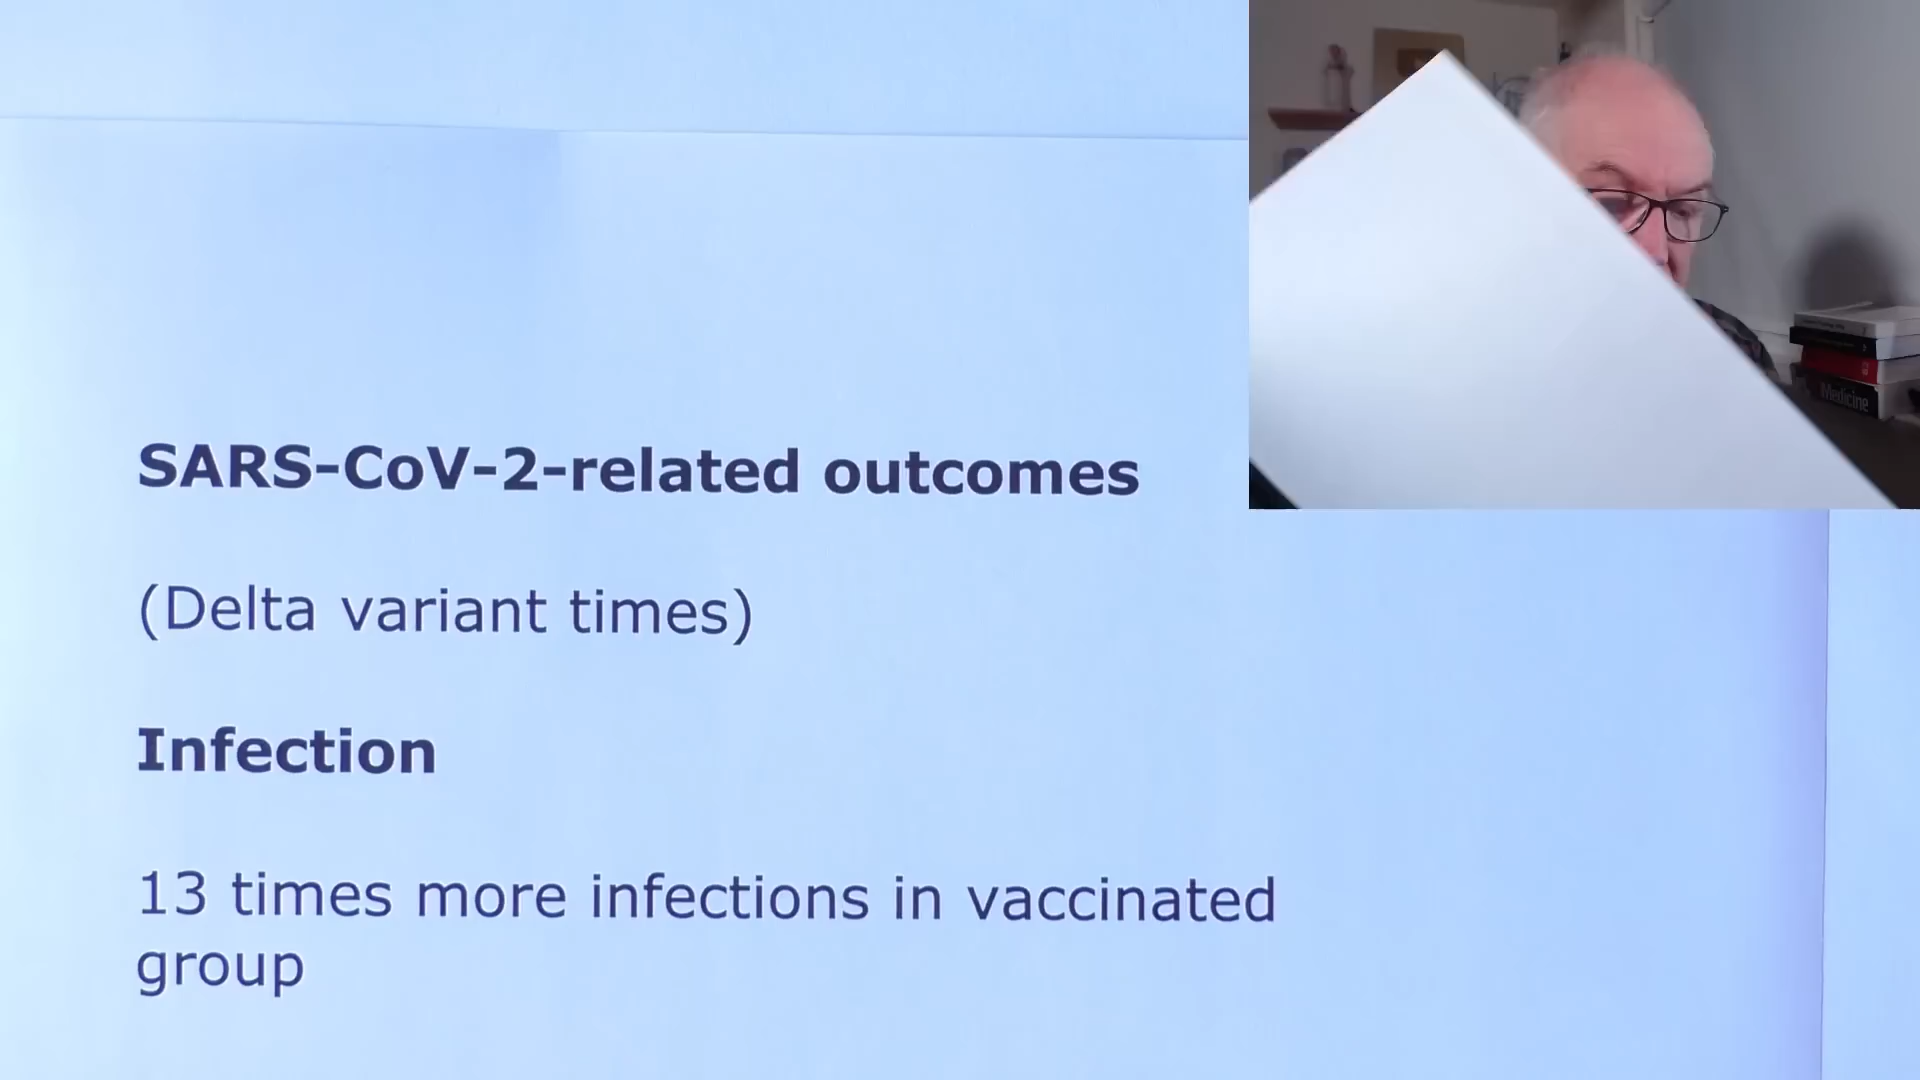 SARS-CoV-2-related outcomes
(Delta variant times)
Infection
13 times more infections in vaccinated
group
Medicine